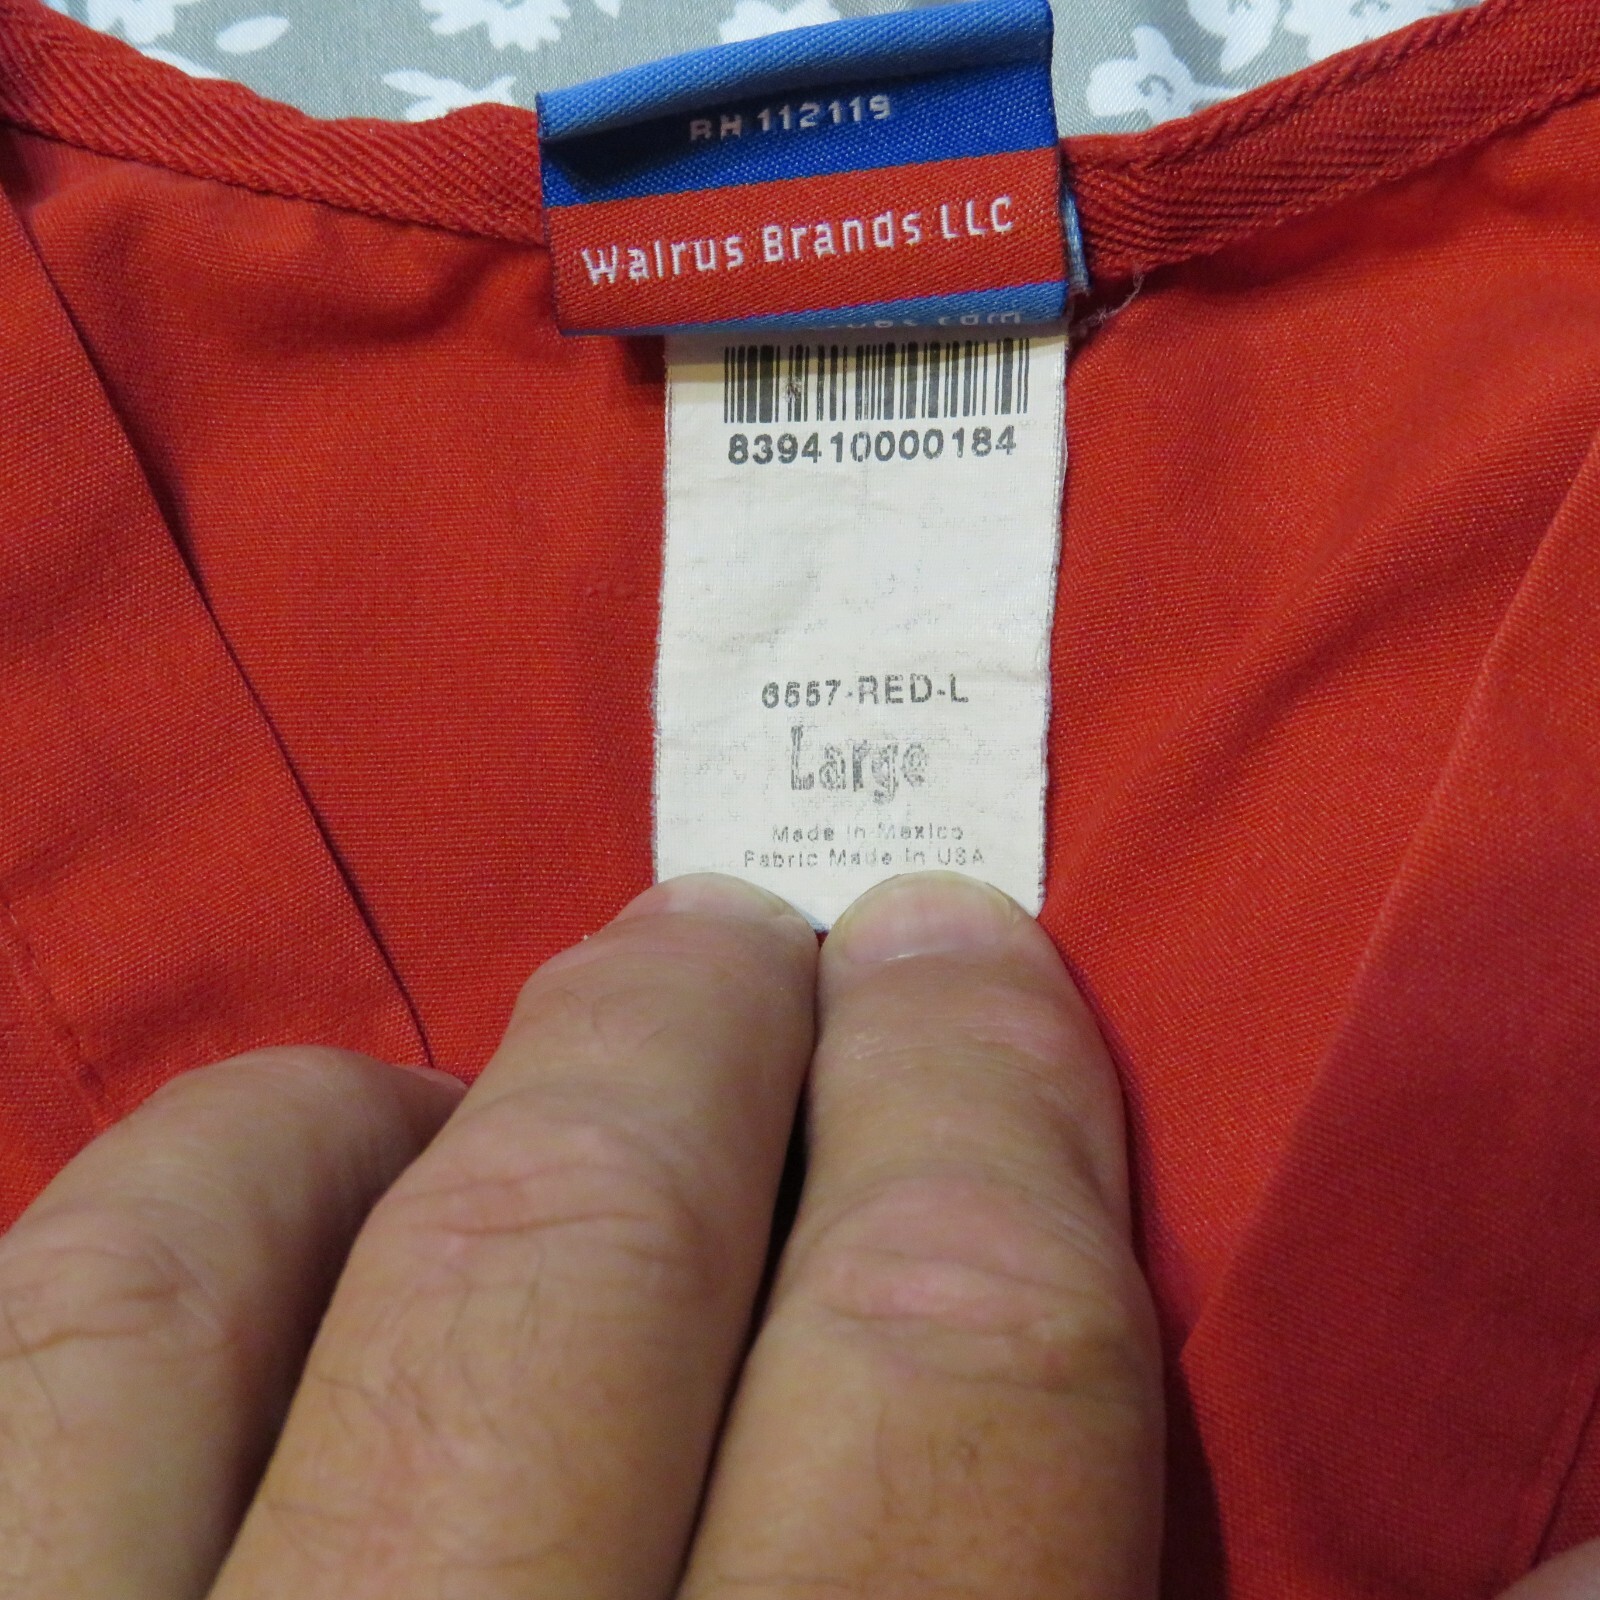 RN 112119
Walrus Brands LLC
839410000184
6557-RED-L
Large
Made in Mexico
Fabric Made in USA